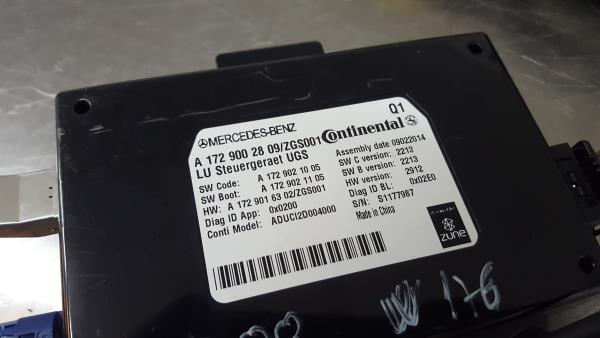 MERCEDES-BENZ
Continental
Q1
A 172 900 28 09/ZGS001
LU Steuergeraet UGS
Assembly date 09022014
SW Code: A 172 902 10 05
SW C version: 2213
SW Boot: A 172 902 11 05
SW B version: 2213
HW: A 172 901 63 02/ZGS001
HW version: 2912
Diag ID App: 0x0200
Diag ID BL: 0x02E0
Conti Model: ADUCI2D004000
S/N: S1177987
Made in China
zune
176